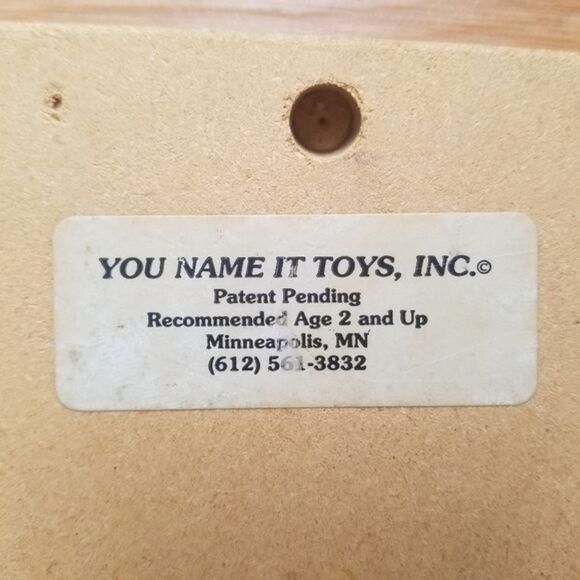 YOU NAME IT TOYS, INC.©
Patent Pending
Recommended Age 2 and Up
Minneapolis, MN
(612) 561-3832